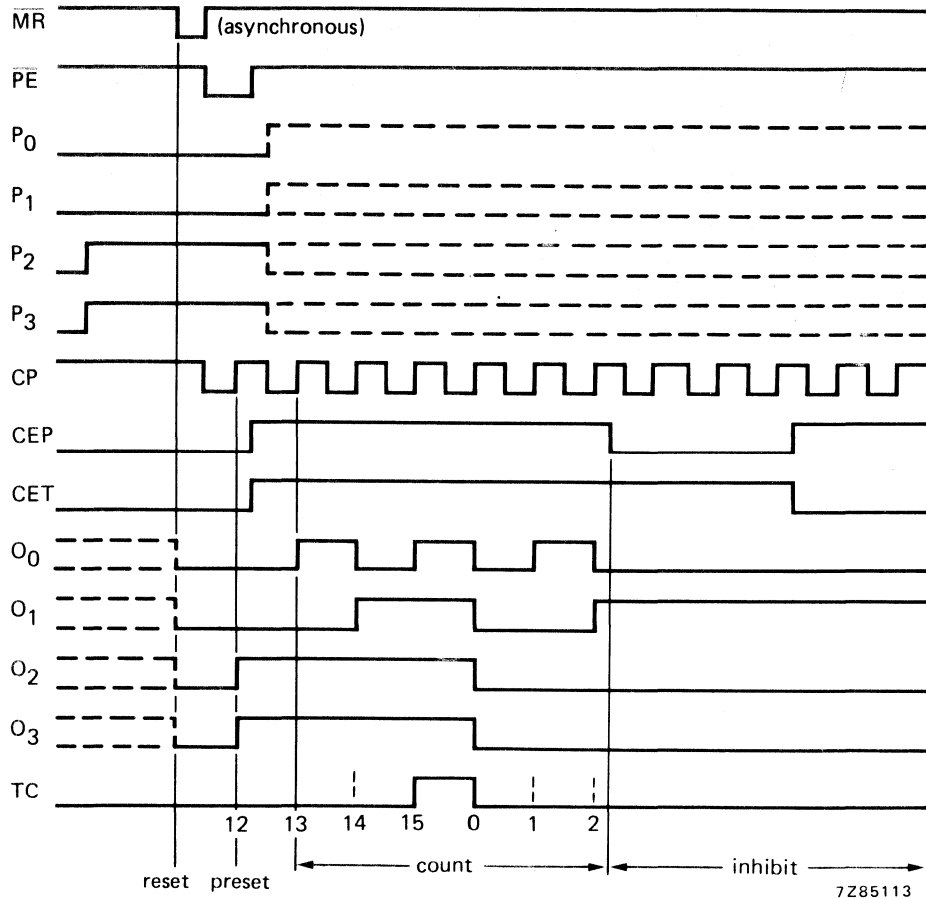 MR (asynchronous)
PE
P0
P1
P2
P3
CP
CEP
CET
O0
O1
O2
O3
TC
12 13 14 15 0 1 2
reset preset count inhibit
7Z85113